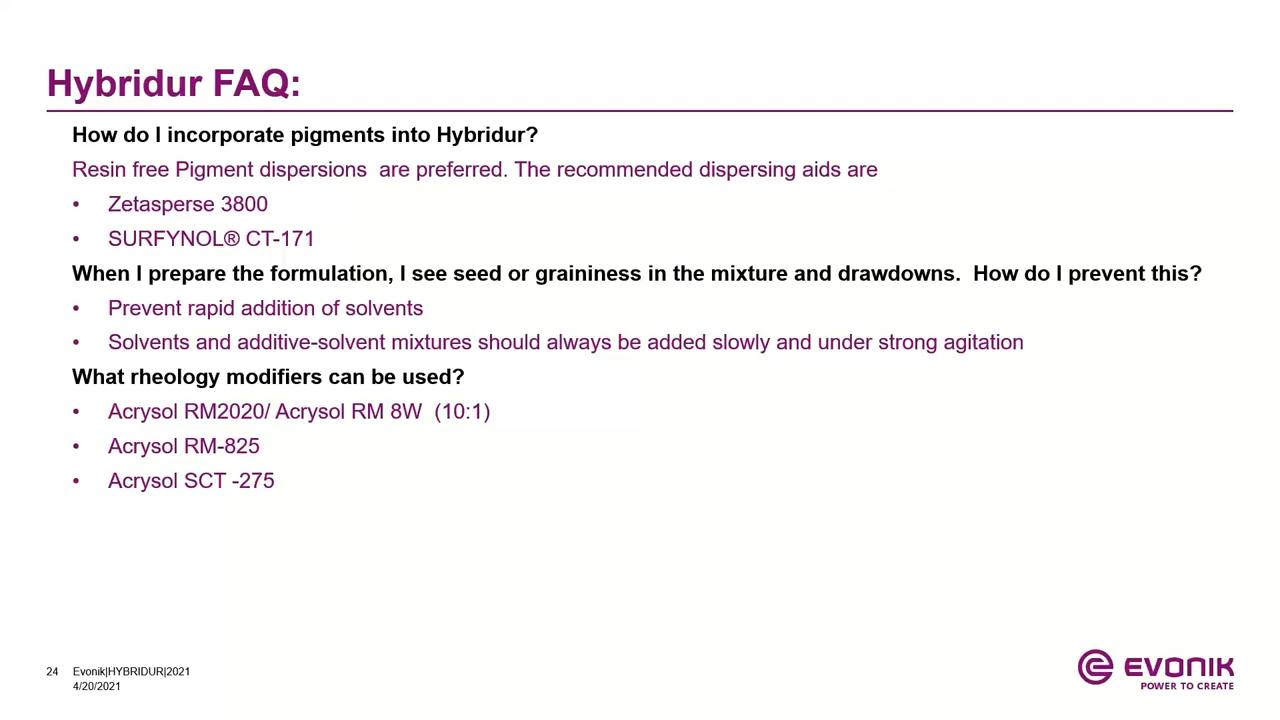 Hybridur FAQ:
How do I incorporate pigments into Hybridur?
Resin free Pigment dispersions  are preferred. The recommended dispersing aids are
• Zetasperse 3800
• SURFYNOL® CT-171
When I prepare the formulation, I see seed or graininess in the mixture and drawdowns.  How do I prevent this?
• Prevent rapid addition of solvents
• Solvents and additive-solvent mixtures should always be added slowly and under strong agitation
What rheology modifiers can be used?
• Acrysol RM2020/ Acrysol RM 8W  (10:1)
• Acrysol RM-825
• Acrysol SCT -275
24 Evonik|HYBRIDUR|2021
4/20/2021
EVONIK
POWER TO CREATE